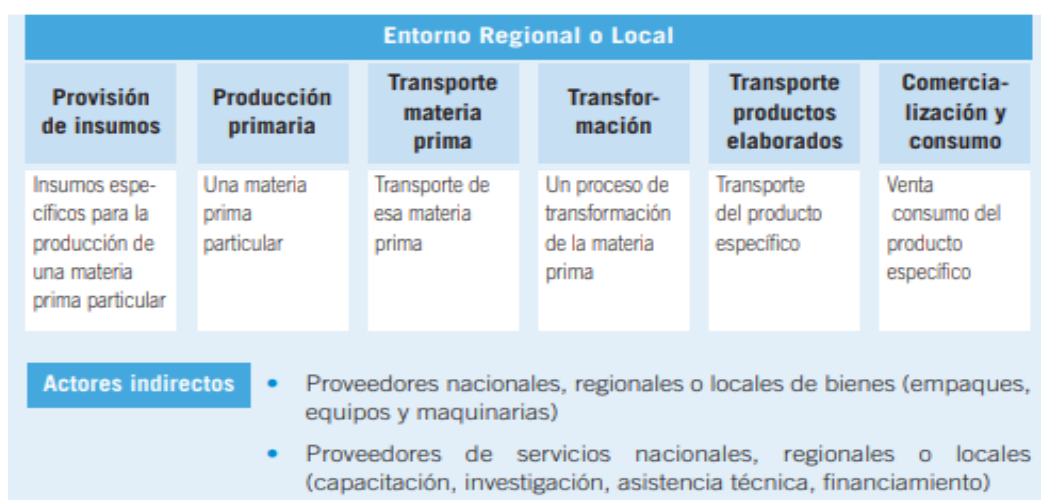 Entorno Regional o Local
Provisión
de insumos
Producción
primaria
Transporte
materia
prima
Transfor-
mación
Transporte
productos
elaborados
Comercia-
lización y
consumo
Insumos espe-
cíficos para la
producción de
una materia
prima particular
Una materia
prima
particular
Transporte de
esa materia
prima
Un proceso de
transformación
de la materia
prima
Transporte
del producto
específico
Venta
consumo del
producto
específico
Actores indirectos
• Proveedores nacionales, regionales o locales de bienes (empaques,
equipos y maquinarias)
• Proveedores de servicios nacionales, regionales o locales
(capacitación, investigación, asistencia técnica, financiamiento)